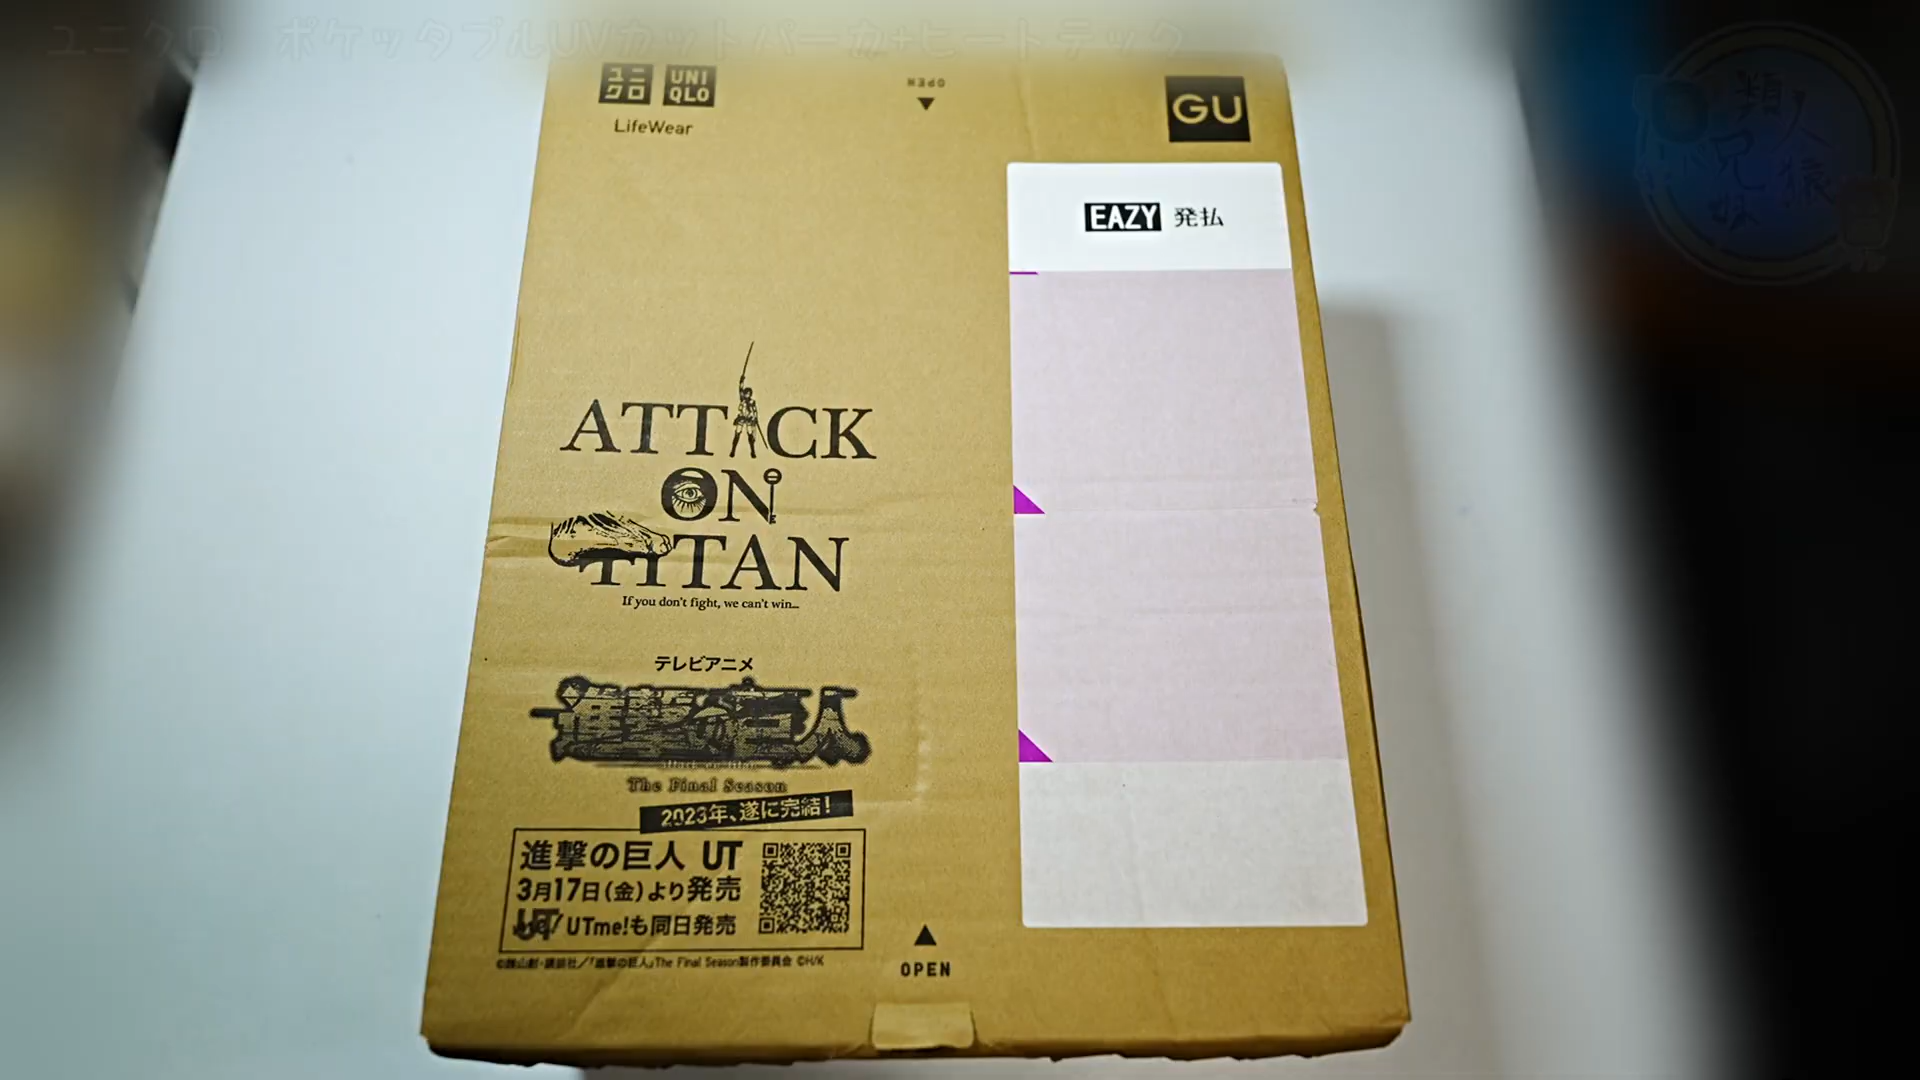 ユニクロ ポケッタブルUVカットパーカ+ヒートテック
ユニ
クロ
UNI
QLO
LifeWear
OPEN
GU
類人猿
EAZY 発払
ATTACK
ON
TITAN
If you don't fight, we can't win...
テレビアニメ
進撃の巨人
attack on titan
The Final Season
2023年、遂に完結!
進撃の巨人 UT
3月17日(金)より発売
UTme!も同日発売
©諫山創・講談社/「進撃の巨人」The Final Season製作委員会 ©H/K
OPEN